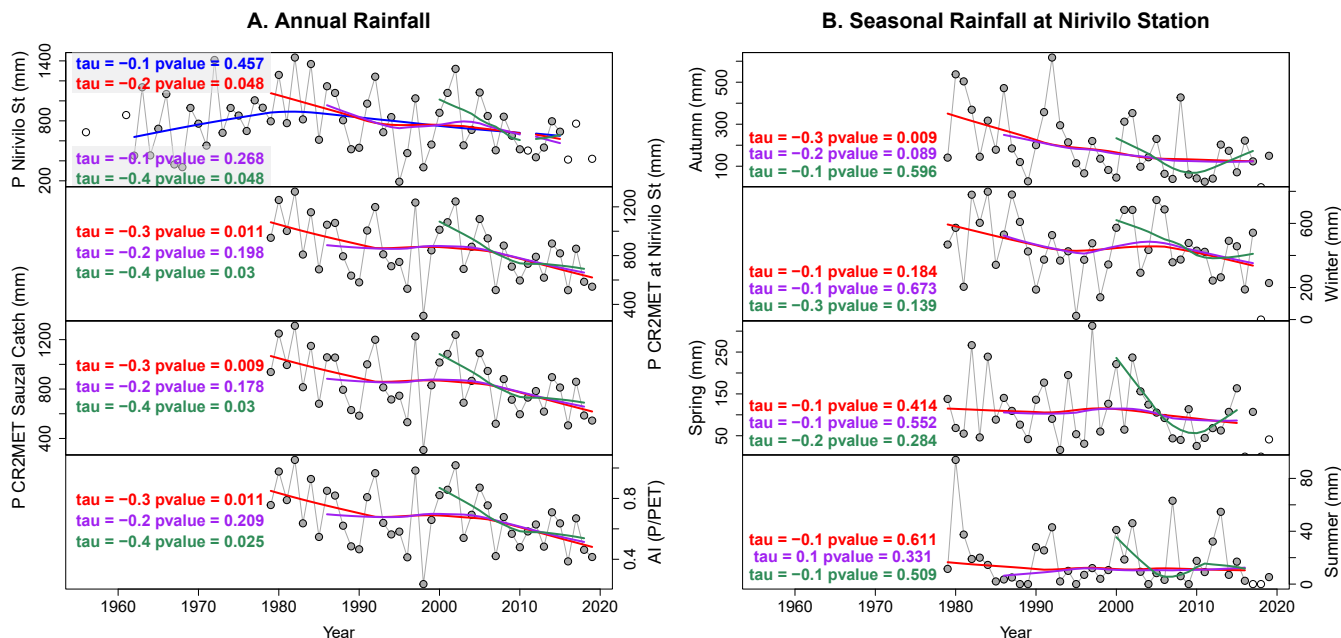 A. Annual Rainfall
P Nirivilo St (mm)
200
800
1400
tau = −0.1 pvalue = 0.457
tau = −0.2 pvalue = 0.048
tau = −0.1 pvalue = 0.268
tau = −0.4 pvalue = 0.048
P CR2MET at Nirivilo St (mm)
400
800
1200
tau = −0.3 pvalue = 0.011
tau = −0.2 pvalue = 0.198
tau = −0.4 pvalue = 0.03
P CR2MET Sauzal Catch (mm)
400
800
1200
tau = −0.3 pvalue = 0.009
tau = −0.2 pvalue = 0.178
tau = −0.4 pvalue = 0.03
AI (P/PET)
0.4
0.8
tau = −0.3 pvalue = 0.011
tau = −0.2 pvalue = 0.209
tau = −0.4 pvalue = 0.025
1960 1970 1980 1990 2000 2010 2020
Year
B. Seasonal Rainfall at Nirivilo Station
Autumn (mm)
100
300
600
tau = −0.3 pvalue = 0.009
tau = −0.2 pvalue = 0.089
tau = −0.1 pvalue = 0.596
Winter (mm)
0
200
600
tau = −0.1 pvalue = 0.184
tau = −0.1 pvalue = 0.673
tau = −0.3 pvalue = 0.139
Spring (mm)
50
150
250
tau = −0.1 pvalue = 0.414
tau = −0.1 pvalue = 0.552
tau = −0.2 pvalue = 0.284
Summer (mm)
0
40
80
tau = −0.1 pvalue = 0.611
tau = 0.1 pvalue = 0.331
tau = −0.1 pvalue = 0.509
1960 1970 1980 1990 2000 2010 2020
Year